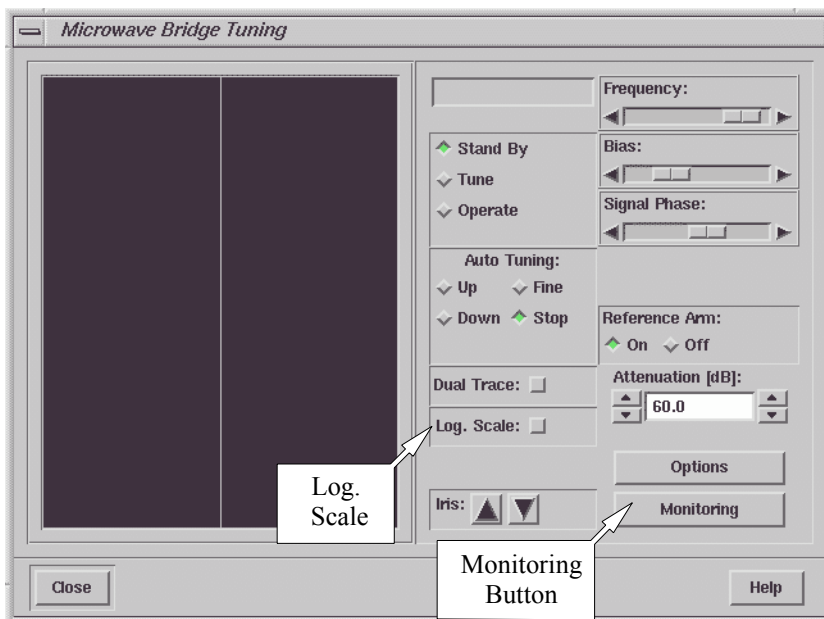 Microwave Bridge Tuning
Frequency:
Stand By
Tune
Operate
Bias:
Signal Phase:
Auto Tuning:
Up
Fine
Down
Stop
Reference Arm:
On
Off
Dual Trace:
Attenuation [dB]:
60.0
Log. Scale:
Options
Log.
Scale
Iris:
Monitoring
Monitoring
Button
Close
Help